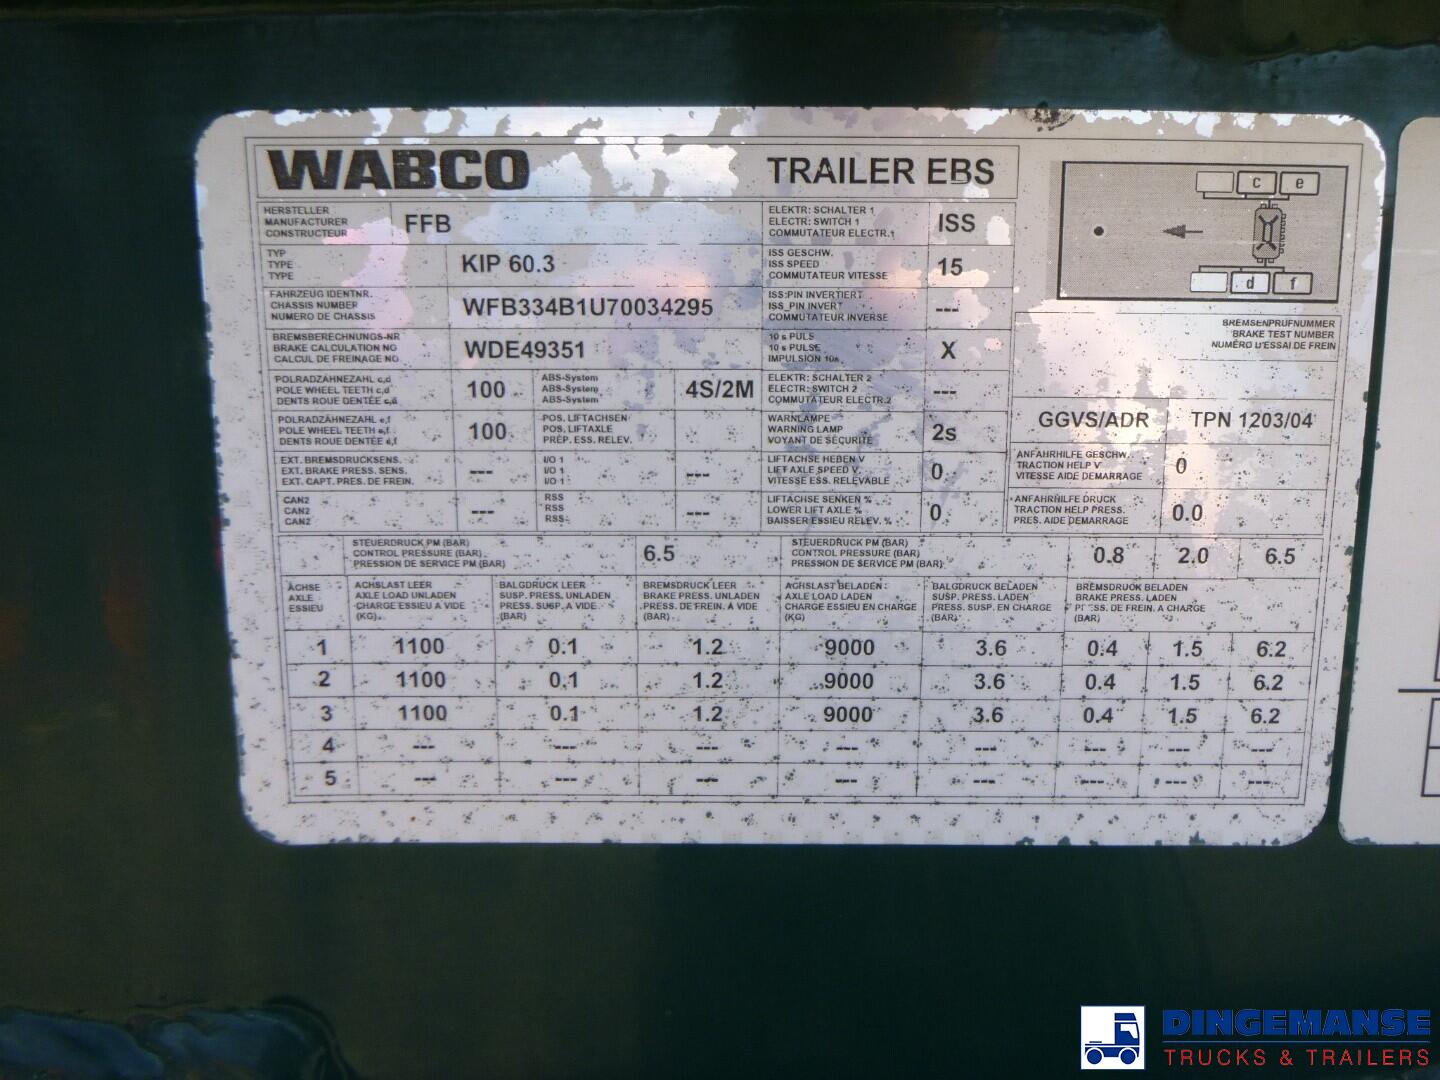 WABCO
TRAILER EBS
c e
d f
HERSTELLER
MANUFACTURER
CONSTRUCTEUR
FFB
ELEKTR: SCHALTER 1
ELECTR: SWITCH 1
COMMUTATEUR ELECTR.1
ISS
TYP
TYPE
TYPE
KIP 60.3
ISS GESCHW.
ISS SPEED
COMMUTATEUR VITESSE
15
FAHRZEUG IDENTNR.
CHASSIS NUMBER
NUMERO DE CHASSIS
WFB334B1U70034295
ISS:PIN INVERTIERT
ISS_PIN INVERT
COMMUTATEUR INVERSE
---
BREMSENPRÜFNUMMER
BRAKE TEST NUMBER
NUMÉRO D'ESSAI DE FREIN
BREMSBERECHNUNGS-NR
BRAKE CALCULATION NO
CALCUL DE FREINAGE NO
WDE49351
10 s PULS
10 s PULSE
IMPULSION 10s
X
POLRADZÄHNEZAHL c,d
POLE WHEEL TEETH c,d
DENTS ROUE DENTÉE c,d
100
ABS-System
ABS-System
ABS-System
4S/2M
ELEKTR: SCHALTER 2
ELECTR: SWITCH 2
COMMUTATEUR ELECTR.2
---
POLRADZÄHNEZAHL e,f
POLE WHEEL TEETH e,f
DENTS ROUE DENTÉE e,f
100
POS. LIFTACHSEN
POS. LIFTAXLE
PRÉP. ESS. RELEV.
WARNLAMPE
WARNING LAMP
VOYANT DE SÉCURITÉ
2s
GGVS/ADR
TPN 1203/04
EXT. BREMSDRUCKSENS.
EXT. BRAKE PRESS. SENS.
EXT. CAPT. PRES. DE FREIN.
---
I/O 1
I/O 1
I/O 1
---
LIFTACHSE HEBEN V
LIFT AXLE SPEED V
VITESSE ESS. RELEVABLE
0
ANFAHRHILFE GESCHW.
TRACTION HELP V
VITESSE AIDE DEMARRAGE
0
CAN2
CAN2
CAN2
---
RSS
RSS
RSS
---
LIFTACHSE SENKEN %
LOWER LIFT AXLE %
BAISSER ESSIEU RELEV. %
0
ANFAHRHILFE DRUCK
TRACTION HELP PRESS.
PRES. AIDE DEMARRAGE
0.0
STEUERDRUCK PM (BAR)
CONTROL PRESSURE (BAR)
PRESSION DE SERVICE PM (BAR)
6.5
STEUERDRUCK PM (BAR)
CONTROL PRESSURE (BAR)
PRESSION DE SERVICE PM (BAR)
0.8 2.0 6.5
ACHSE
AXLE
ESSIEU
ACHSLAST LEER
AXLE LOAD UNLADEN
CHARGE ESSIEU A VIDE
(KG)
BALGDRUCK LEER
SUSP. PRESS. UNLADEN
PRESS. SUSP. A VIDE
(BAR)
BREMSDRUCK LEER
BRAKE PRESS. UNLADEN
PRESS. DE FREIN. A VIDE
(BAR)
ACHSLAST BELADEN
AXLE LOAD LADEN
CHARGE ESSIEU EN CHARGE
(KG)
BALGDRUCK BELADEN
SUSP. PRESS. LADEN
PRESS. SUSP. EN CHARGE
(BAR)
BREMSDRUCK BELADEN
BRAKE PRESS. LADEN
DE FREIN. A CHARGE
(BAR)
1 1100 0.1 1.2 9000 3.6 0.4 1.5 6.2
2 1100 0.1 1.2 9000 3.6 0.4 1.5 6.2
3 1100 0.1 1.2 9000 3.6 0.4 1.5 6.2
4 --- --- --- --- --- --- --- ---
5 --- --- --- --- --- --- --- ---
DINGEMANSE
TRUCKS & TRAILERS